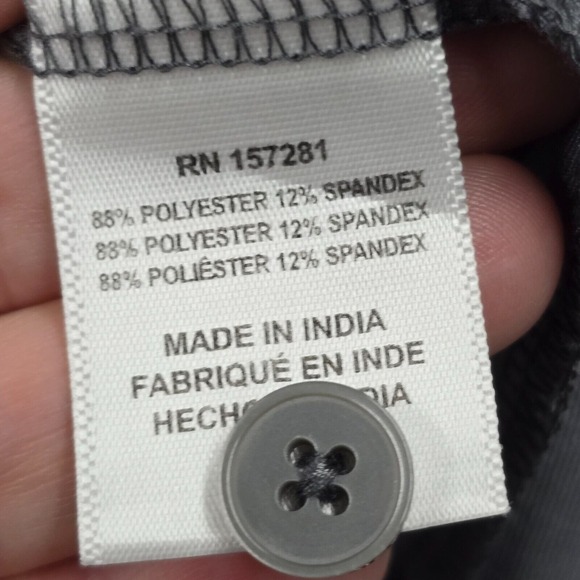 RN 157281
88% POLYESTER 12% SPANDEX
88% POLYESTER 12% SPANDEX
88% POLIÉSTER 12% SPANDEX
MADE IN INDIA
FABRIQUÉ EN INDE